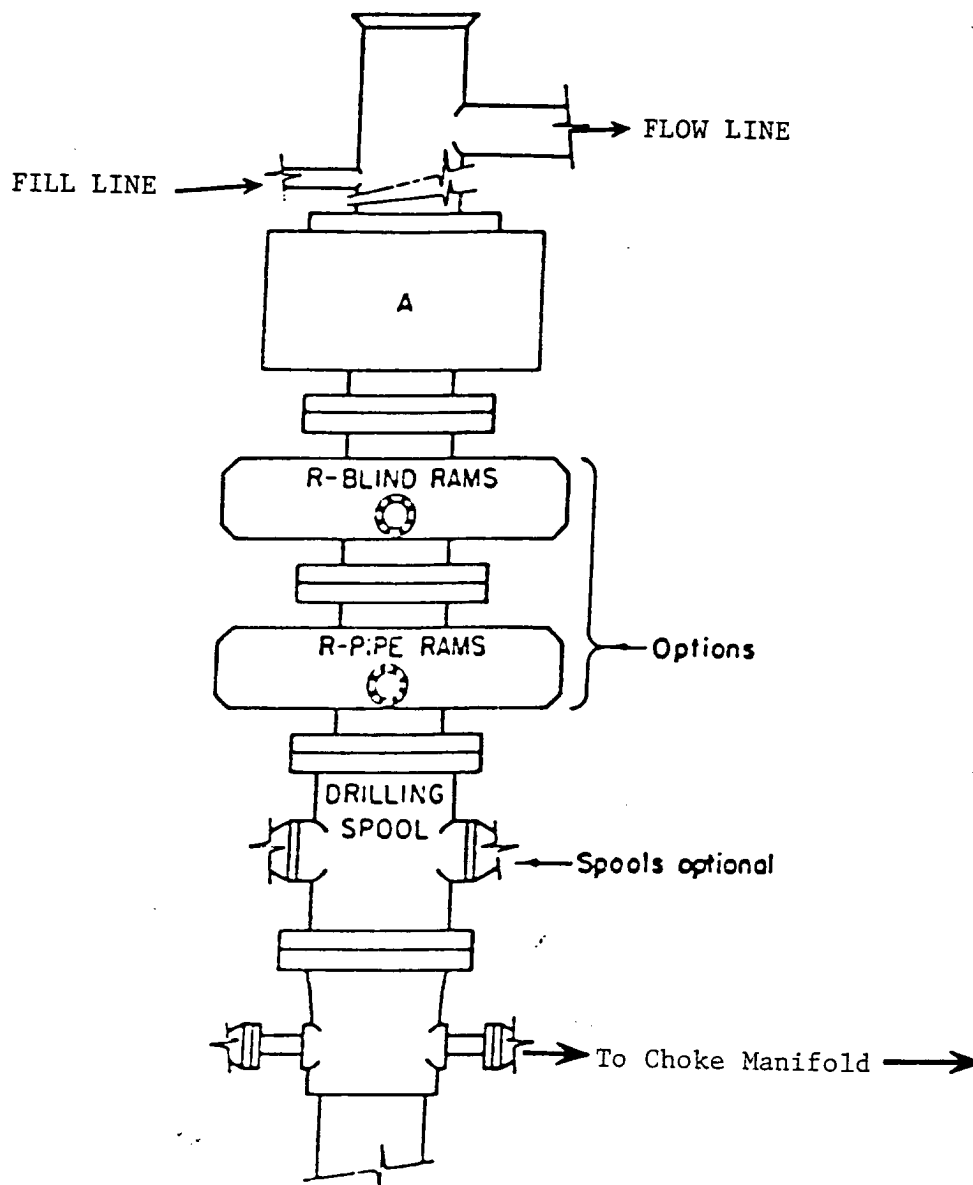 FLOW LINE
FILL LINE
A
R-BLIND RAMS
R-PIPE RAMS
Options
DRILLING
SPOOL
Spools optional
To Choke Manifold